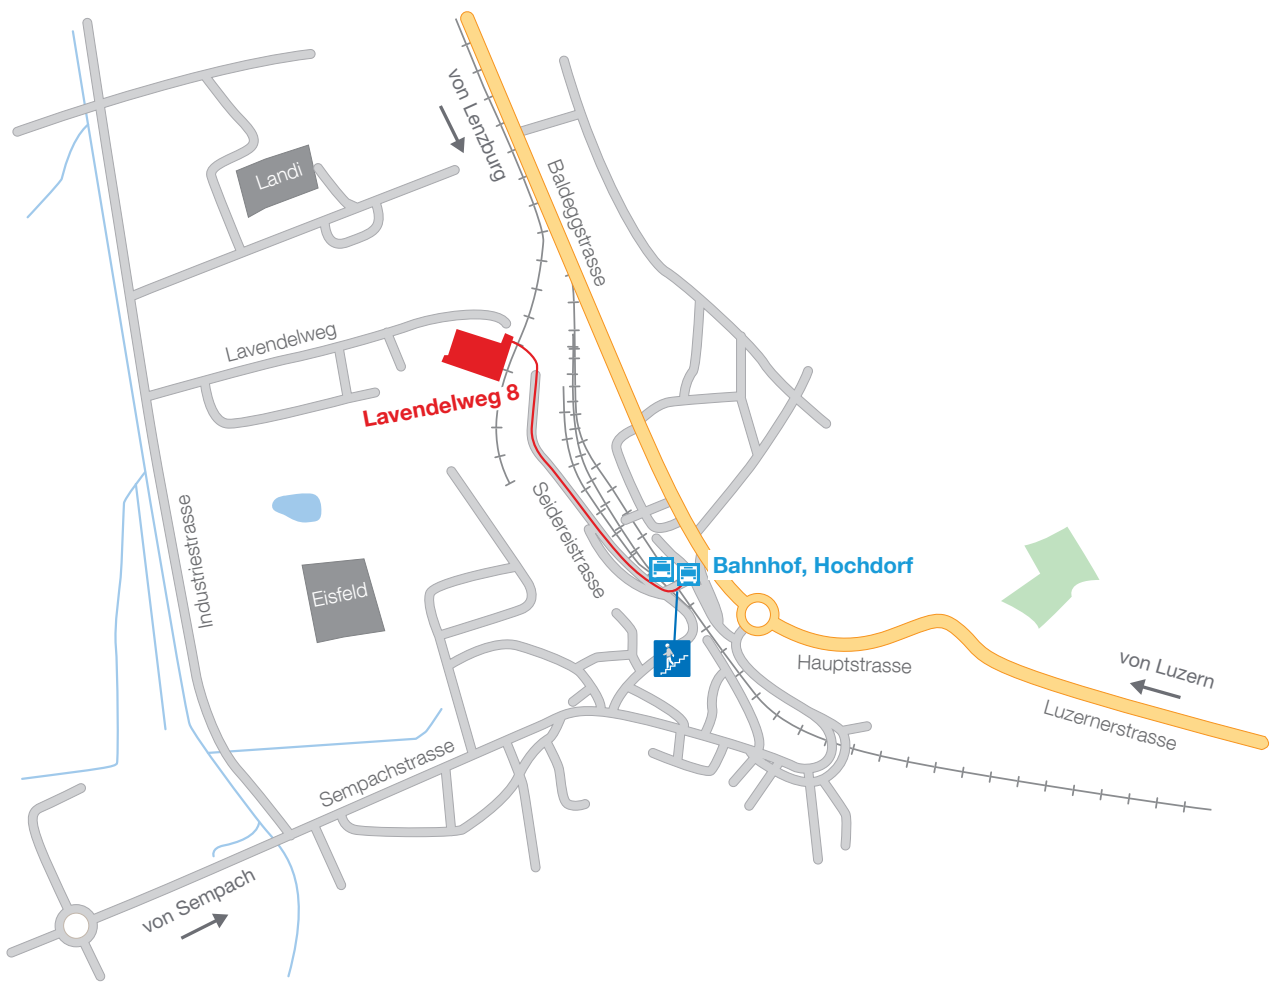 von Lenzburg
Baldeggstrasse
Landi
Lavendelweg
Lavendelweg 8
Seidereistrasse
Industriestrasse
Eisfeld
Bahnhof, Hochdorf
Hauptstrasse
von Luzern
Luzernerstrasse
Sempachstrasse
von Sempach